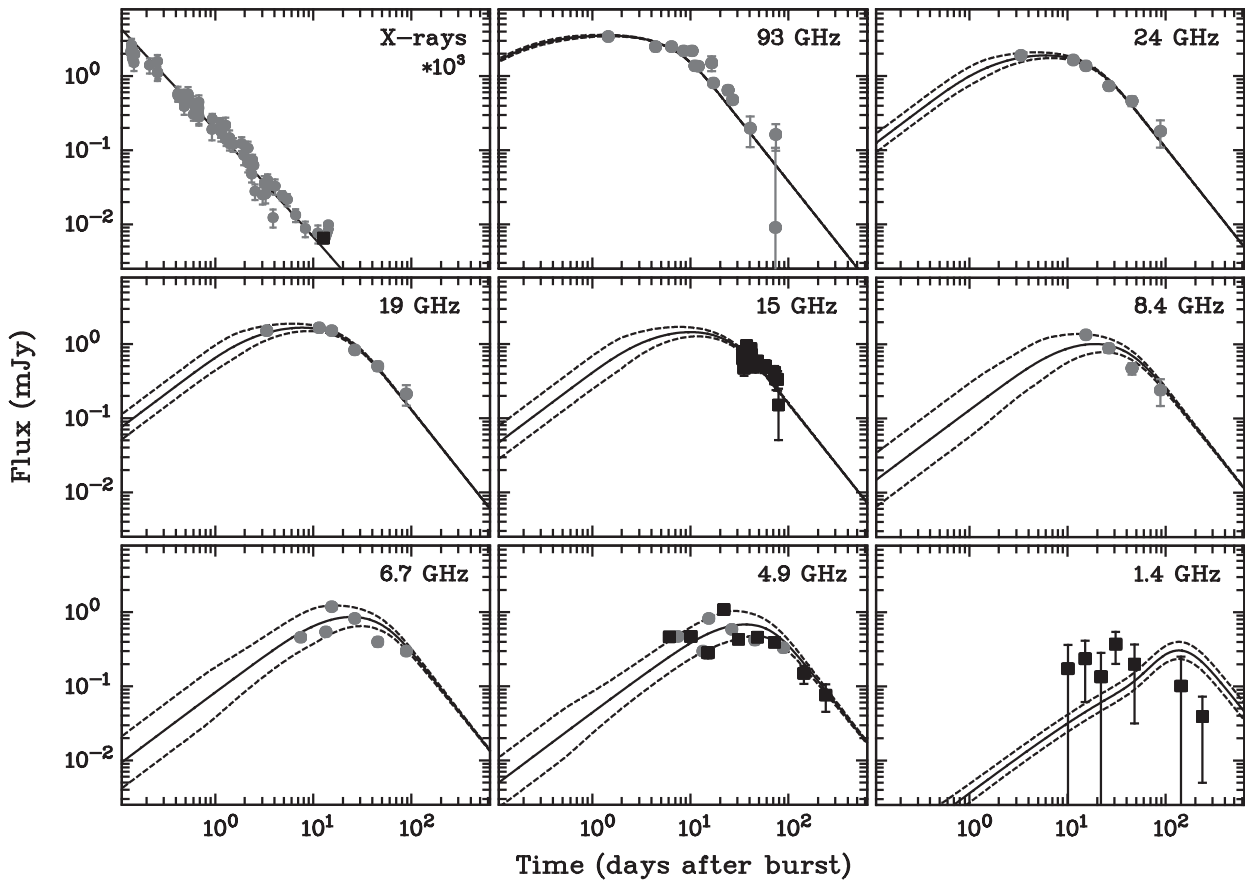 X-rays
*10³
93 GHz
24 GHz
10⁰
10⁻¹
10⁻²
19 GHz
15 GHz
8.4 GHz
10⁰
10⁻¹
10⁻²
Flux (mJy)
6.7 GHz
4.9 GHz
1.4 GHz
10⁰
10⁻¹
10⁻²
10⁰ 10¹ 10² 10⁰ 10¹ 10² 10⁰ 10¹ 10²
Time (days after burst)